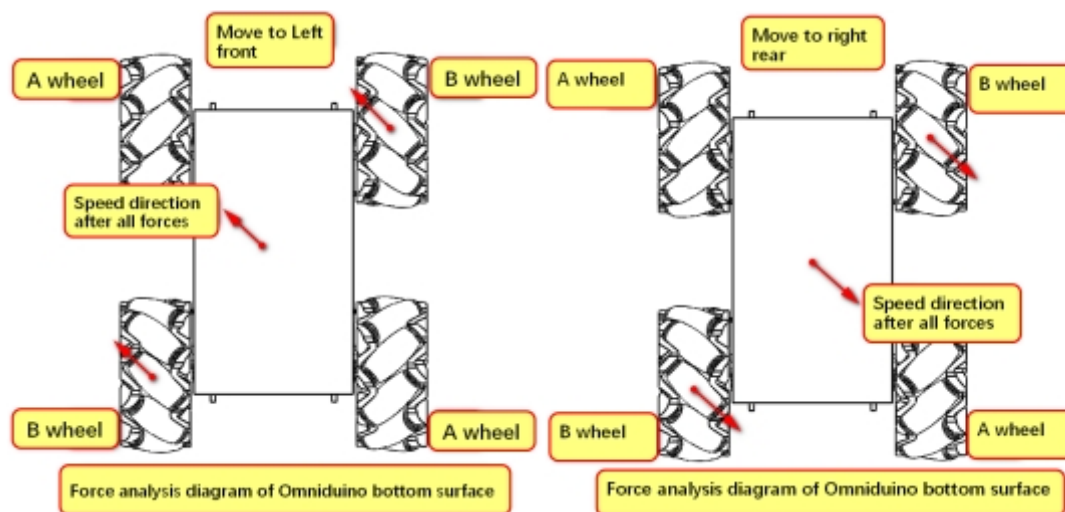 Move to Left
front
A wheel
B wheel
Speed direction
after all forces
B wheel
A wheel
Force analysis diagram of Omniduino bottom surface
Move to right
rear
A wheel
B wheel
Speed direction
after all forces
B wheel
A wheel
Force analysis diagram of Omniduino bottom surface